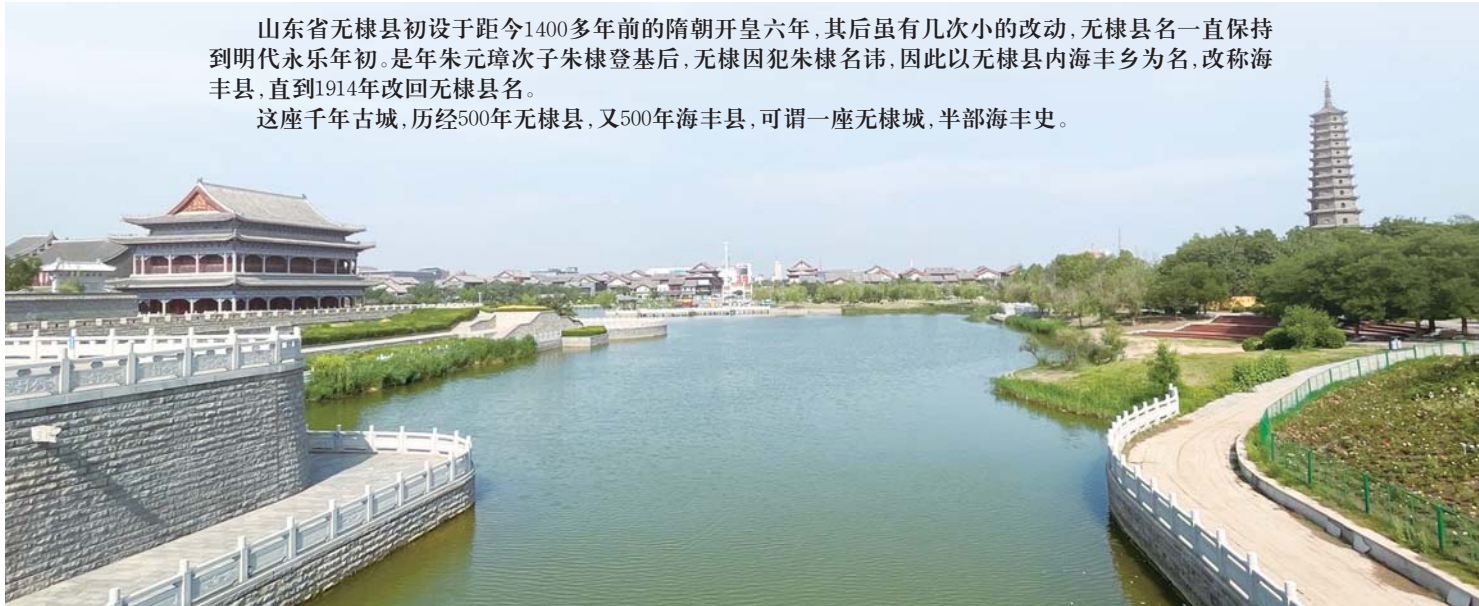 山东省无棣县初设于距今1400多年前的隋朝开皇六年,其后虽有几次小的改动,无棣县名一直保持
到明代永乐年初。是年朱元璋次子朱棣登基后,无棣因犯朱棣名讳,因此以无棣县内海丰乡为名,改称海
丰县,直到1914年改回无棣县名。
这座千年古城,历经500年无棣县,又500年海丰县,可谓一座无棣城,半部海丰史。